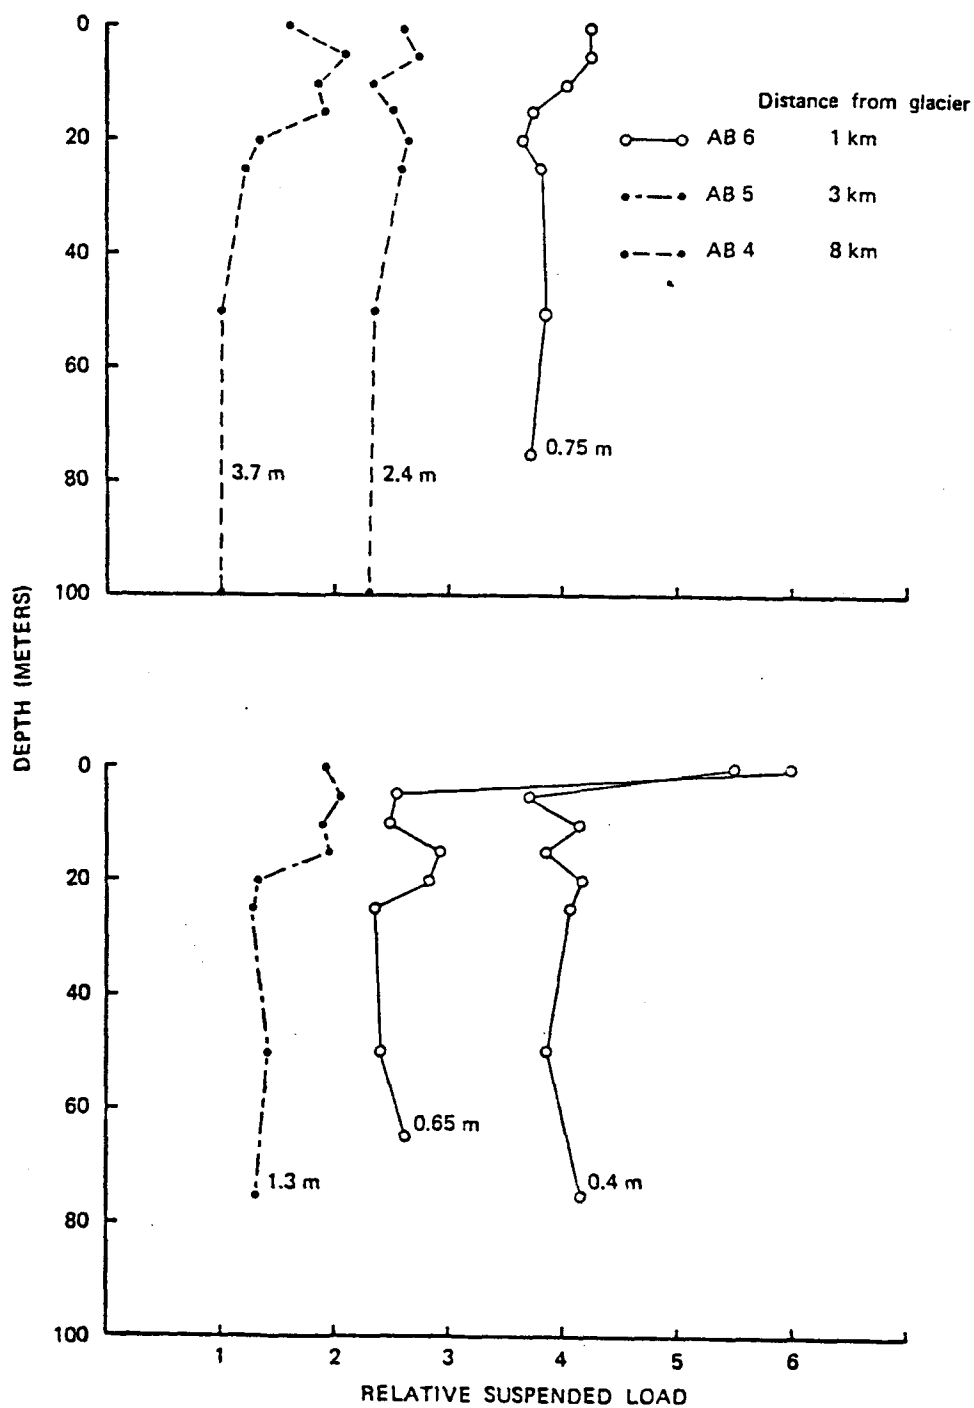 0
20
40
60
80
100
Distance from glacier
AB 6 1 km
AB 5 3 km
AB 4 8 km
3.7 m
2.4 m
0.75 m
DEPTH (METERS)
0
20
40
60
80
100
1.3 m
0.65 m
0.4 m
1 2 3 4 5 6
RELATIVE SUSPENDED LOAD